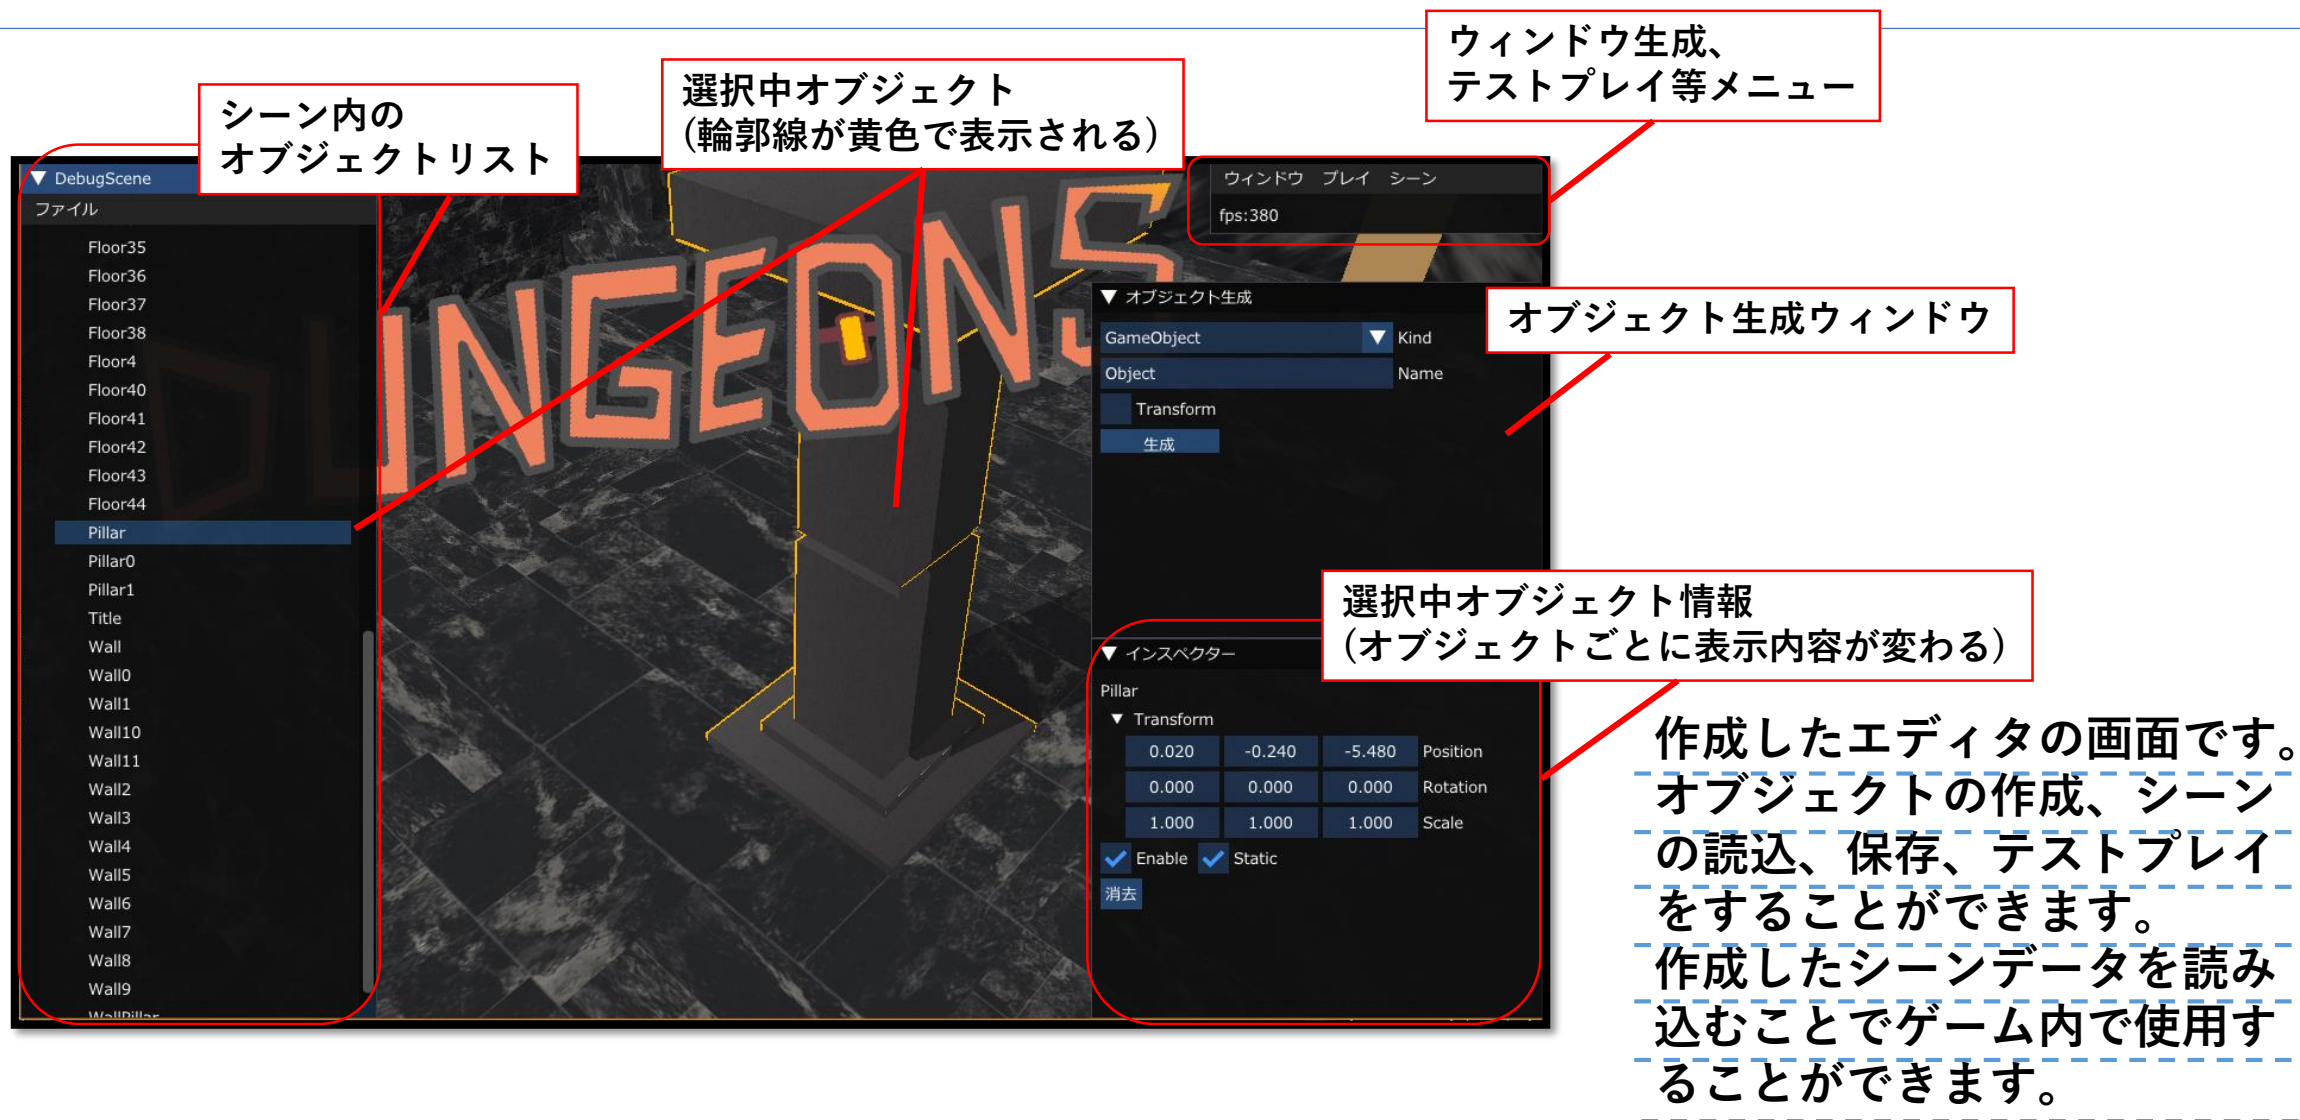 ウィンドウ生成、
テストプレイ等メニュー
選択中オブジェクト
(輪郭線が黄色で表示される)
シーン内の
オブジェクトリスト
DebugScene
ファイル
Floor35
Floor36
Floor37
Floor38
Floor4
Floor40
Floor41
Floor42
Floor43
Floor44
Pillar
Pillar0
Pillar1
Title
Wall
Wall0
Wall1
Wall10
Wall11
Wall2
Wall3
Wall4
Wall5
Wall6
Wall7
Wall8
Wall9
WallPillar
DUNGEONS
ウィンドウ プレイ シーン
fps:380
オブジェクト生成
GameObject Kind
Object Name
Transform
生成
オブジェクト生成ウィンドウ
選択中オブジェクト情報
(オブジェクトごとに表示内容が変わる)
インスペクター
Pillar
Transform
0.020 -0.240 -5.480 Position
0.000 0.000 0.000 Rotation
1.000 1.000 1.000 Scale
Enable Static
消去
作成したエディタの画面です。
オブジェクトの作成、シーン
の読込、保存、テストプレイ
をすることができます。
作成したシーンデータを読み
込むことでゲーム内で使用す
ることができます。